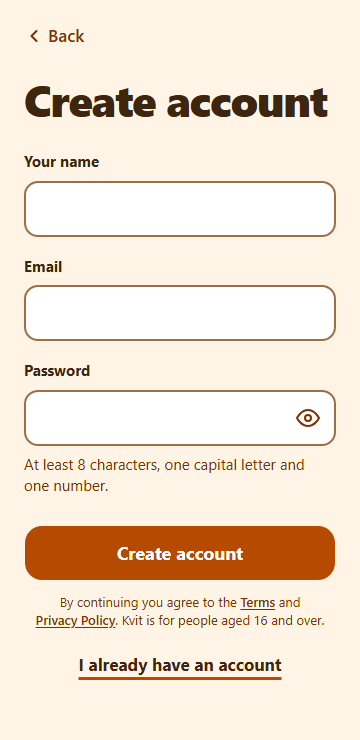 Back
Create account
Your name
Email
Password
At least 8 characters, one capital letter and
one number.
Create account
By continuing you agree to the Terms and
Privacy Policy. Kvit is for people aged 16 and over.
I already have an account